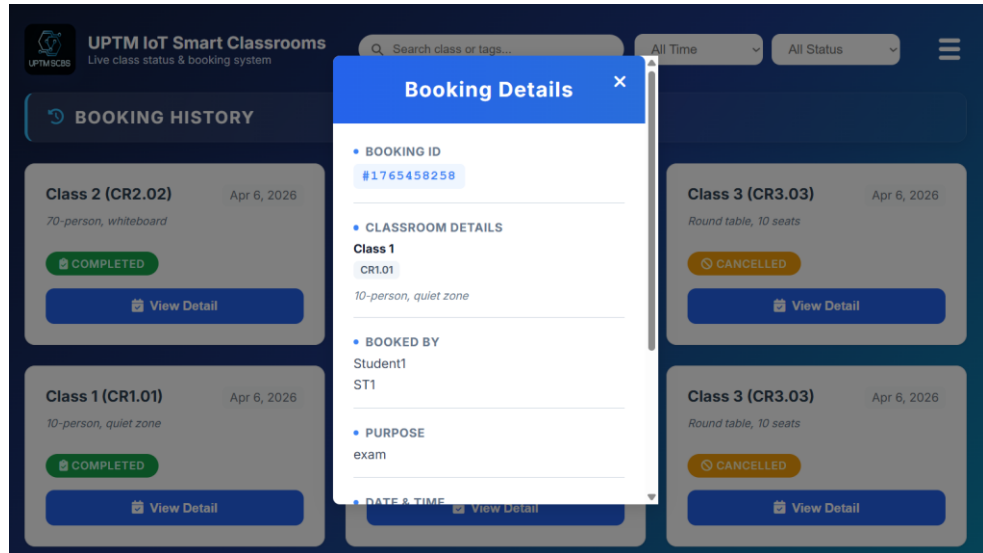 UPTM SCBS
UPTM IoT Smart Classrooms
Live class status & booking system
Search class or tags...
All Time
All Status
BOOKING HISTORY
Class 2 (CR2.02)
Apr 6, 2026
70-person, whiteboard
COMPLETED
View Detail
Class 1 (CR1.01)
Apr 6, 2026
10-person, quiet zone
COMPLETED
View Detail
Booking Details
×
BOOKING ID
#1765458258
CLASSROOM DETAILS
Class 1
CR1.01
10-person, quiet zone
BOOKED BY
Student1
ST1
PURPOSE
exam
DATE & TIME
View Detail
Class 3 (CR3.03)
Apr 6, 2026
Round table, 10 seats
CANCELLED
View Detail
Class 3 (CR3.03)
Apr 6, 2026
Round table, 10 seats
CANCELLED
View Detail